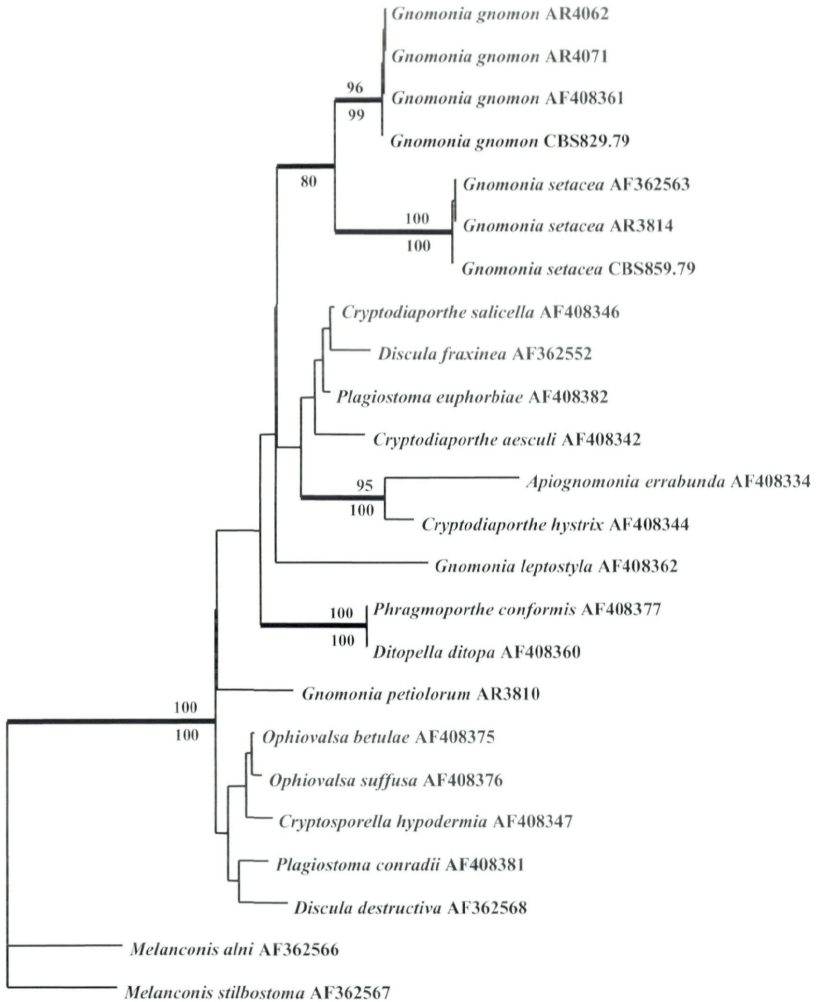 Gnomonia gnomon AR4062
Gnomonia gnomon AR4071
96
Gnomonia gnomon AF408361
99
Gnomonia gnomon CBS829.79
80
Gnomonia setacea AF362563
100
Gnomonia setacea AR3814
100
Gnomonia setacea CBS859.79
Cryptodiaporthe salicella AF408346
Discula fraxinea AF362552
Plagiostoma euphorbiae AF408382
Cryptodiaporthe aesculi AF408342
95
Apiognomonia errabunda AF408334
100
Cryptodiaporthe hystrix AF408344
Gnomonia leptostyla AF408362
100
Phragmoporthe conformis AF408377
100
Ditopella ditopa AF408360
Gnomonia petiolorum AR3810
100
100
Ophiovalsa betulae AF408375
Ophiovalsa suffusa AF408376
Cryptosporella hypodermia AF408347
Plagiostoma conradii AF408381
Discula destructiva AF362568
Melanconis alni AF362566
Melanconis stilbostoma AF362567